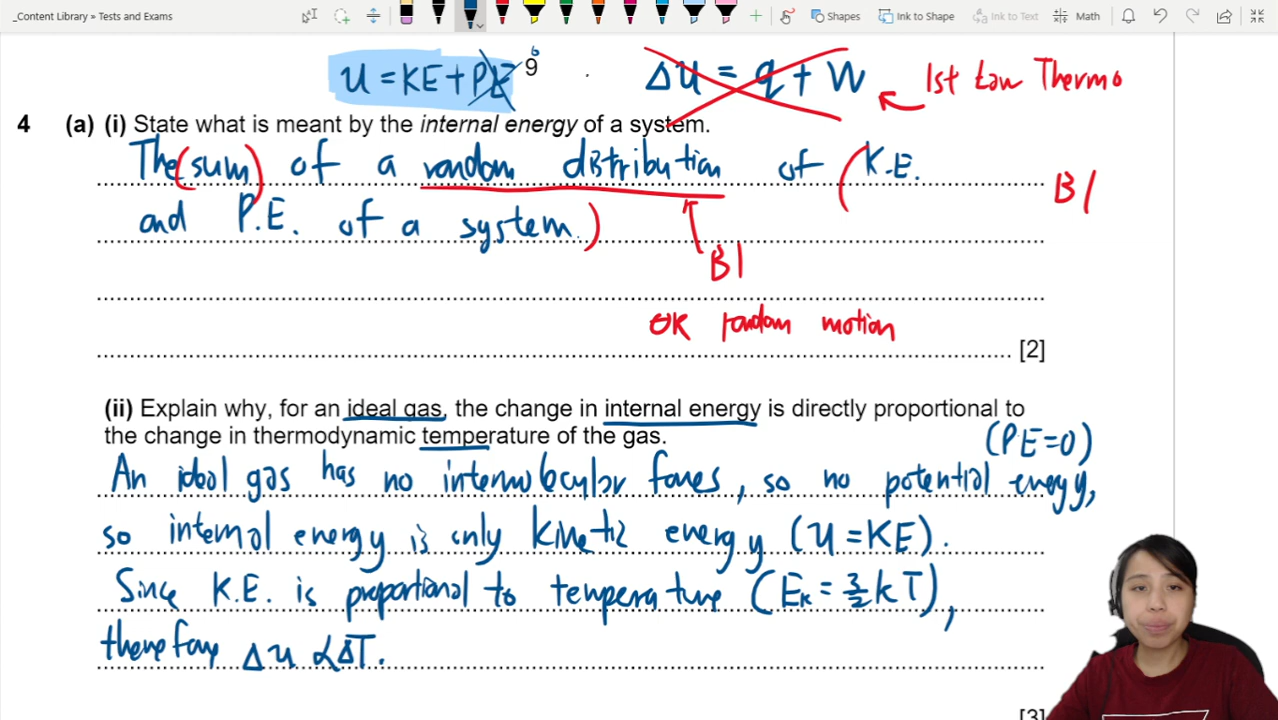 _Content Library » Tests and Exams
Shapes
Ink to Shape
Ink to Text
Math
U = KE + PE
9
ΔU = q + W
1st Law Thermo
4 (a) (i) State what is meant by the internal energy of a system.
The (sum) of a random distribution of (K.E.
B1
and P.E. of a system.)
B1
OR random motion
[2]
(ii) Explain why, for an ideal gas, the change in internal energy is directly proportional to
the change in thermodynamic temperature of the gas.
(PE=0)
An ideal gas has no intermolecular forces, so no potential energy,
so internal energy is only kinetic energy (U = KE).
Since K.E. is proportional to temperature (Ek = 3/2 kT),
therefore ΔU ∝ ΔT.
[3]